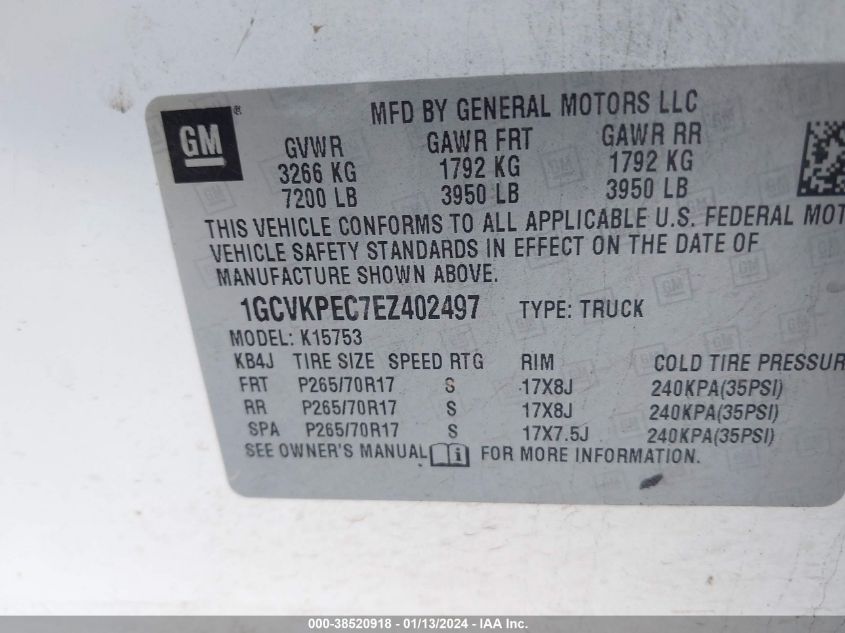 GM ®
MFD BY GENERAL MOTORS LLC
GVWR GAWR FRT GAWR RR
3266 KG 1792 KG 1792 KG
7200 LB 3950 LB 3950 LB
THIS VEHICLE CONFORMS TO ALL APPLICABLE U.S. FEDERAL MOT
VEHICLE SAFETY STANDARDS IN EFFECT ON THE DATE OF
MANUFACTURE SHOWN ABOVE.
1GCVKPEC7EZ402497 TYPE: TRUCK
MODEL: K15753
KB4J TIRE SIZE SPEED RTG RIM COLD TIRE PRESSUR
FRT P265/70R17 S 17X8J 240KPA(35PSI)
RR P265/70R17 S 17X8J 240KPA(35PSI)
SPA P265/70R17 S 17X7.5J 240KPA(35PSI)
SEE OWNER'S MANUAL i FOR MORE INFORMATION.
000-38520918 - 01/13/2024 - IAA Inc.